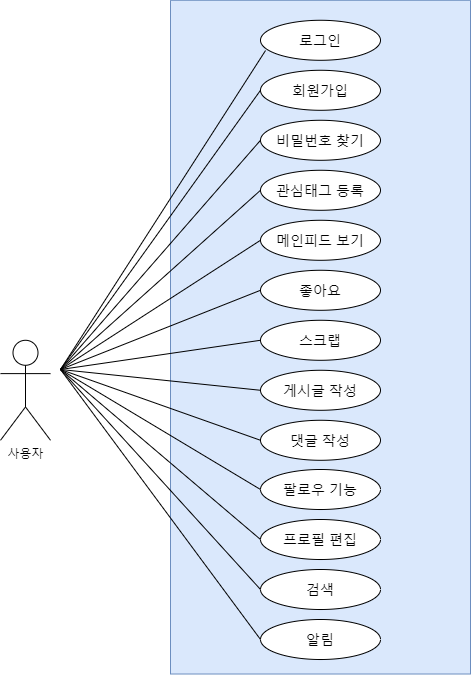 로그인
회원가입
비밀번호 찾기
관심태그 등록
메인피드 보기
좋아요
스크랩
게시글 작성
댓글 작성
사용자
팔로우 기능
프로필 편집
검색
알림